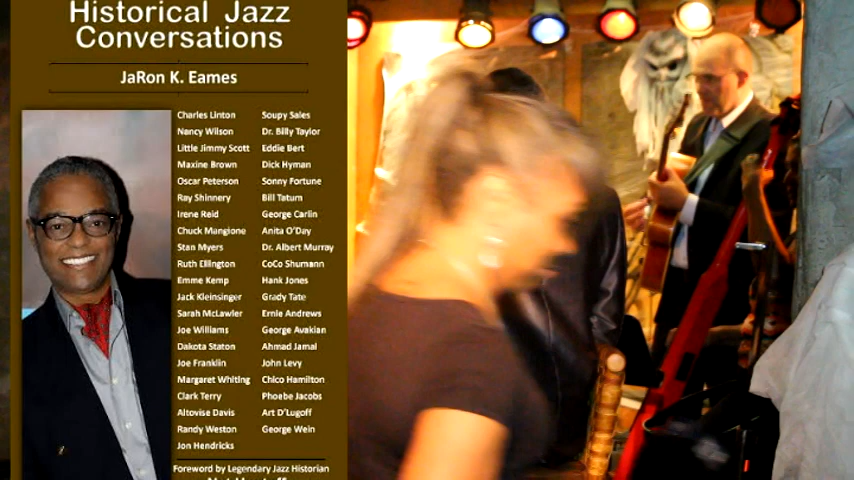 Historical Jazz
Conversations
JaRon K. Eames
Charles Linton
Nancy Wilson
Little Jimmy Scott
Maxine Brown
Oscar Peterson
Ray Shinnery
Irene Reid
Chuck Mangione
Stan Myers
Ruth Ellington
Emme Kemp
Jack Kleinsinger
Sarah McLawler
Joe Williams
Dakota Staton
Joe Franklin
Margaret Whiting
Clark Terry
Altovise Davis
Randy Weston
Jon Hendricks
Soupy Sales
Dr. Billy Taylor
Eddie Bert
Dick Hyman
Sonny Fortune
Bill Tatum
George Carlin
Anita O'Day
Dr. Albert Murray
CoCo Shumann
Hank Jones
Grady Tate
Ernie Andrews
George Avakian
Ahmad Jamal
John Levy
Chico Hamilton
Phoebe Jacobs
Art D'Lugoff
George Wein
Foreword by Legendary Jazz Historian